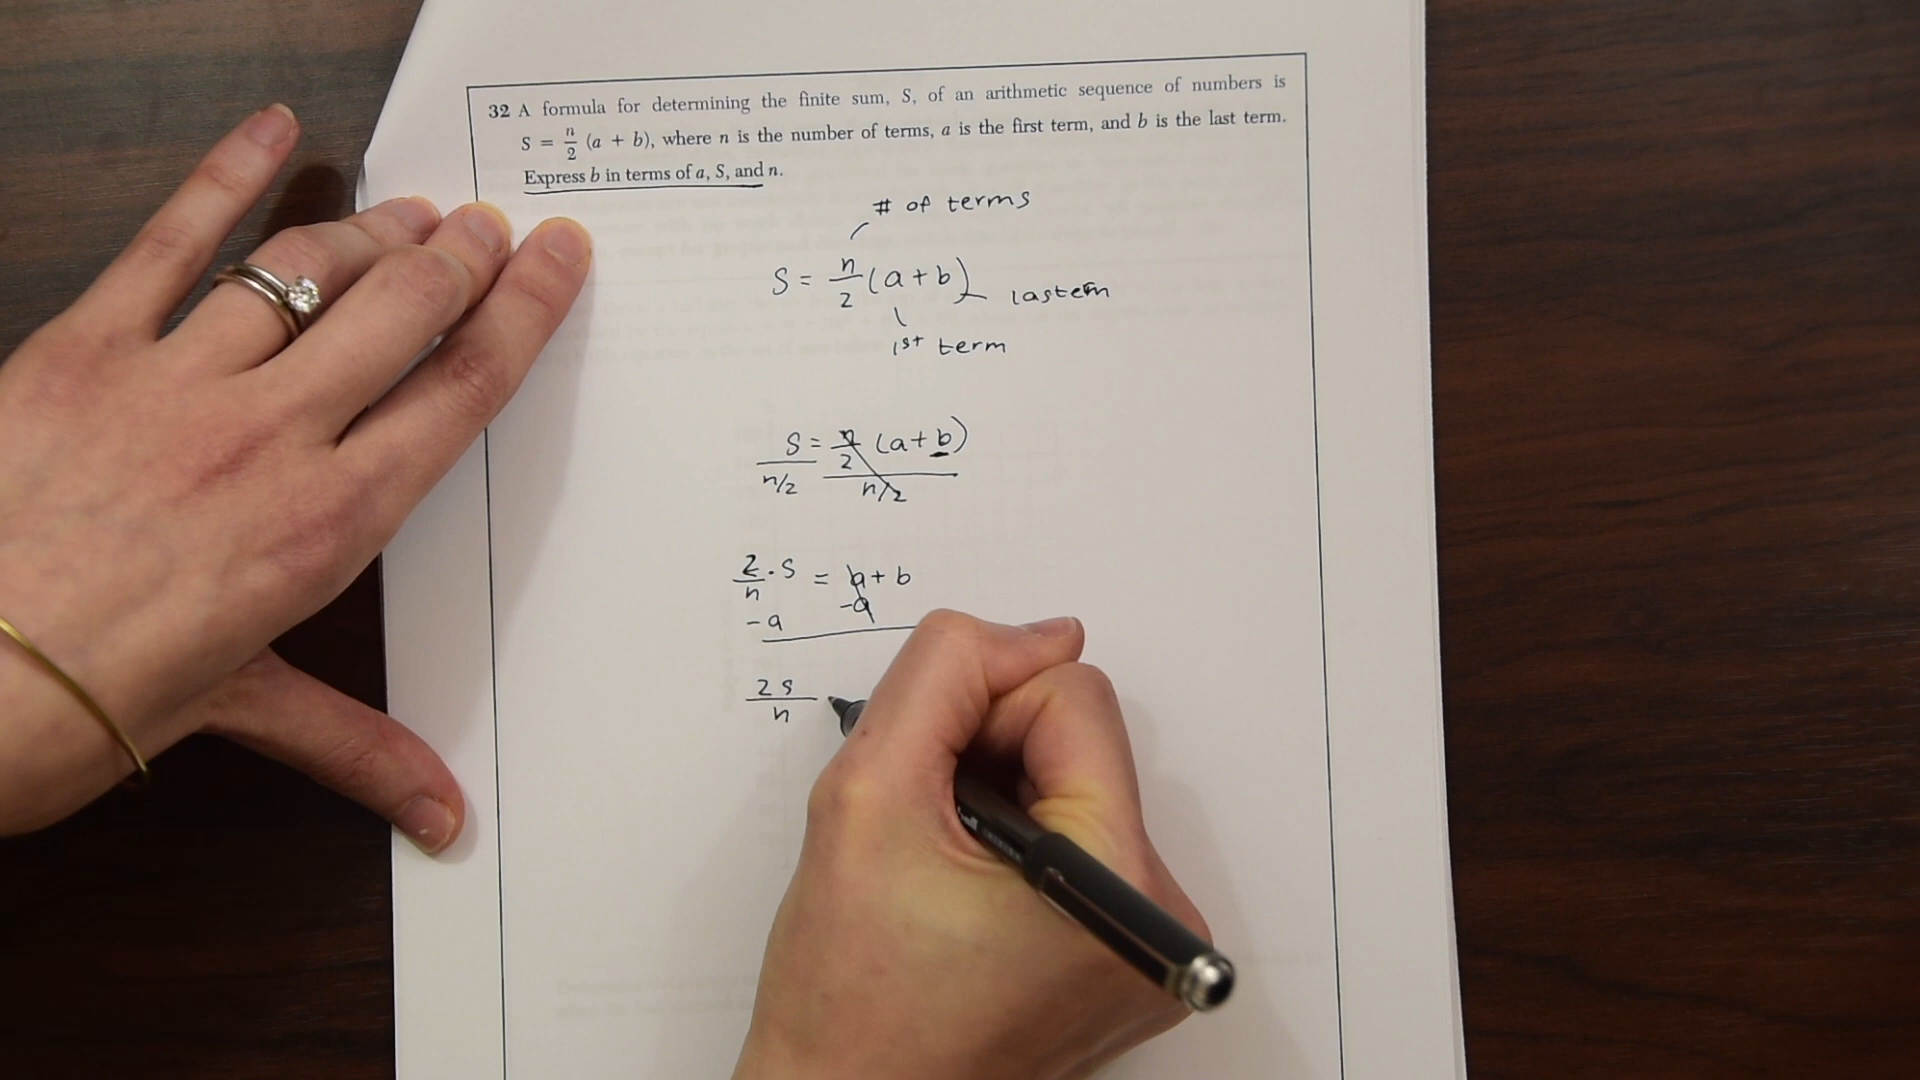 32 A formula for determining the finite sum, S, of an arithmetic sequence of numbers is
S = n/2 (a + b), where n is the number of terms, a is the first term, and b is the last term.
Express b in terms of a, S, and n.
# of terms
S = n/2 (a + b)
1st term
S = n/2 (a + b)
n/2 n/2
2/n · S = a + b
- a - a
2S/n